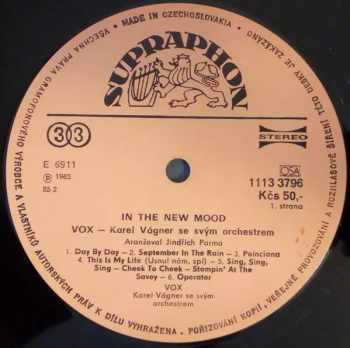 MADE IN CZECHOSLOVAKIA
VŠECHNA PRÁVA GRAMOFONOVÉHO VÝROBCE A VLASTNÍKŮ AUTORSKÝCH PRÁV K DÍLU VYHRAŽENA. POŘIZOVÁNÍ KOPIÍ, VEŘEJNÉ PROVOZOVÁNÍ A ROZHLASOVÉ ŠÍŘENÍ TÉTO DESKY JE ZAKÁZÁNO
SUPRAPHON
33
STEREO
E 6911
Ⓟ 1985
85 2
OSA
1113 3796
Kčs 50,-
1. strana
IN THE NEW MOOD
VOX – Karel Vágner se svým orchestrem
Aranžoval Jindřich Parma
1. Day By Day – 2. September In The Rain – 3. Poinciana
4. This Is My Life (Usnul nám, spí) – 5. Sing, Sing,
Sing – Cheek To Cheek – Stompin' At The
Savoy – 6. Operator
VOX
Karel Vágner se svým
orchestrem